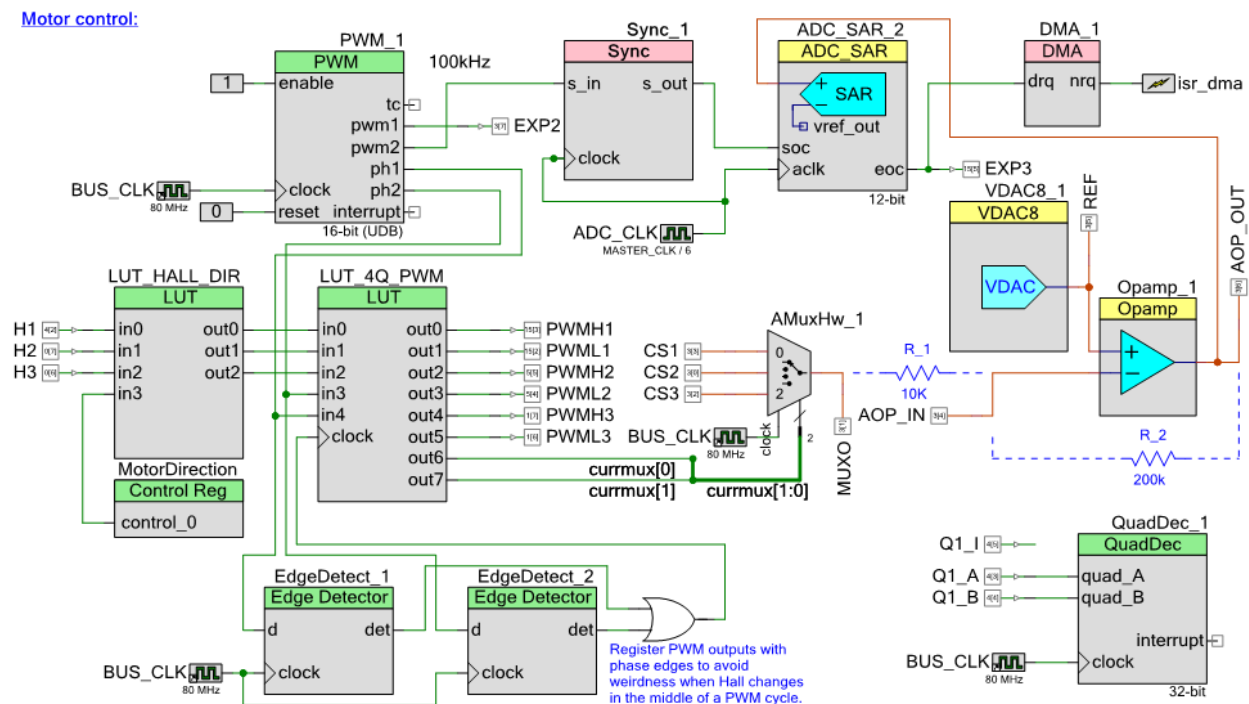 Motor control:
PWM_1
PWM
100kHz
1
enable
tc
pwm1
EXP2
pwm2
ph1
ph2
BUS_CLK
80 MHz
clock
0
reset
interrupt
16-bit (UDB)
Sync_1
Sync
s_in
s_out
clock
ADC_CLK
MASTER_CLK / 6
ADC_SAR_2
ADC_SAR
SAR
vref_out
soc
aclk
eoc
12-bit
EXP3
DMA_1
DMA
drq
nrq
isr_dma
VDAC8_1
VDAC8
VDAC
REF
AOP_OUT
Opamp_1
Opamp
LUT_HALL_DIR
LUT
H1
H2
H3
in0
in1
in2
in3
out0
out1
out2
MotorDirection
Control Reg
control_0
LUT_4Q_PWM
LUT
in0
in1
in2
in3
in4
clock
out0
out1
out2
out3
out4
out5
out6
out7
PWMH1
PWML1
PWMH2
PWML2
PWMH3
PWML3
currmux[0]
currmux[1]
currmux[1:0]
AMuxHw_1
CS1
CS2
CS3
0
2
BUS_CLK
80 MHz
clock
2
MUXO
R_1
10K
AOP_IN
R_2
200k
EdgeDetect_1
Edge Detector
d
det
clock
BUS_CLK
80 MHz
EdgeDetect_2
Edge Detector
d
det
clock
Register PWM outputs with
phase edges to avoid
weirdness when Hall changes
in the middle of a PWM cycle.
QuadDec_1
QuadDec
Q1_I
Q1_A
Q1_B
quad_A
quad_B
interrupt
BUS_CLK
80 MHz
clock
32-bit